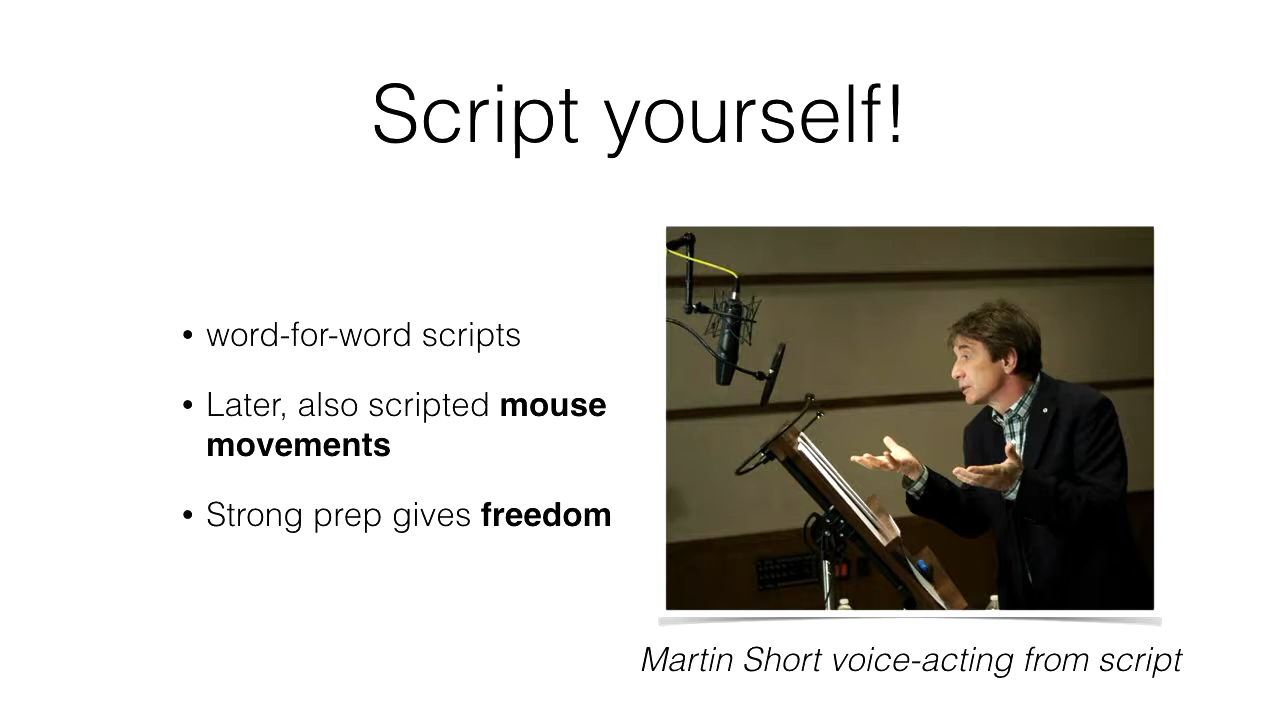 Script yourself!
• word-for-word scripts
• Later, also scripted mouse
movements
• Strong prep gives freedom
Martin Short voice-acting from script